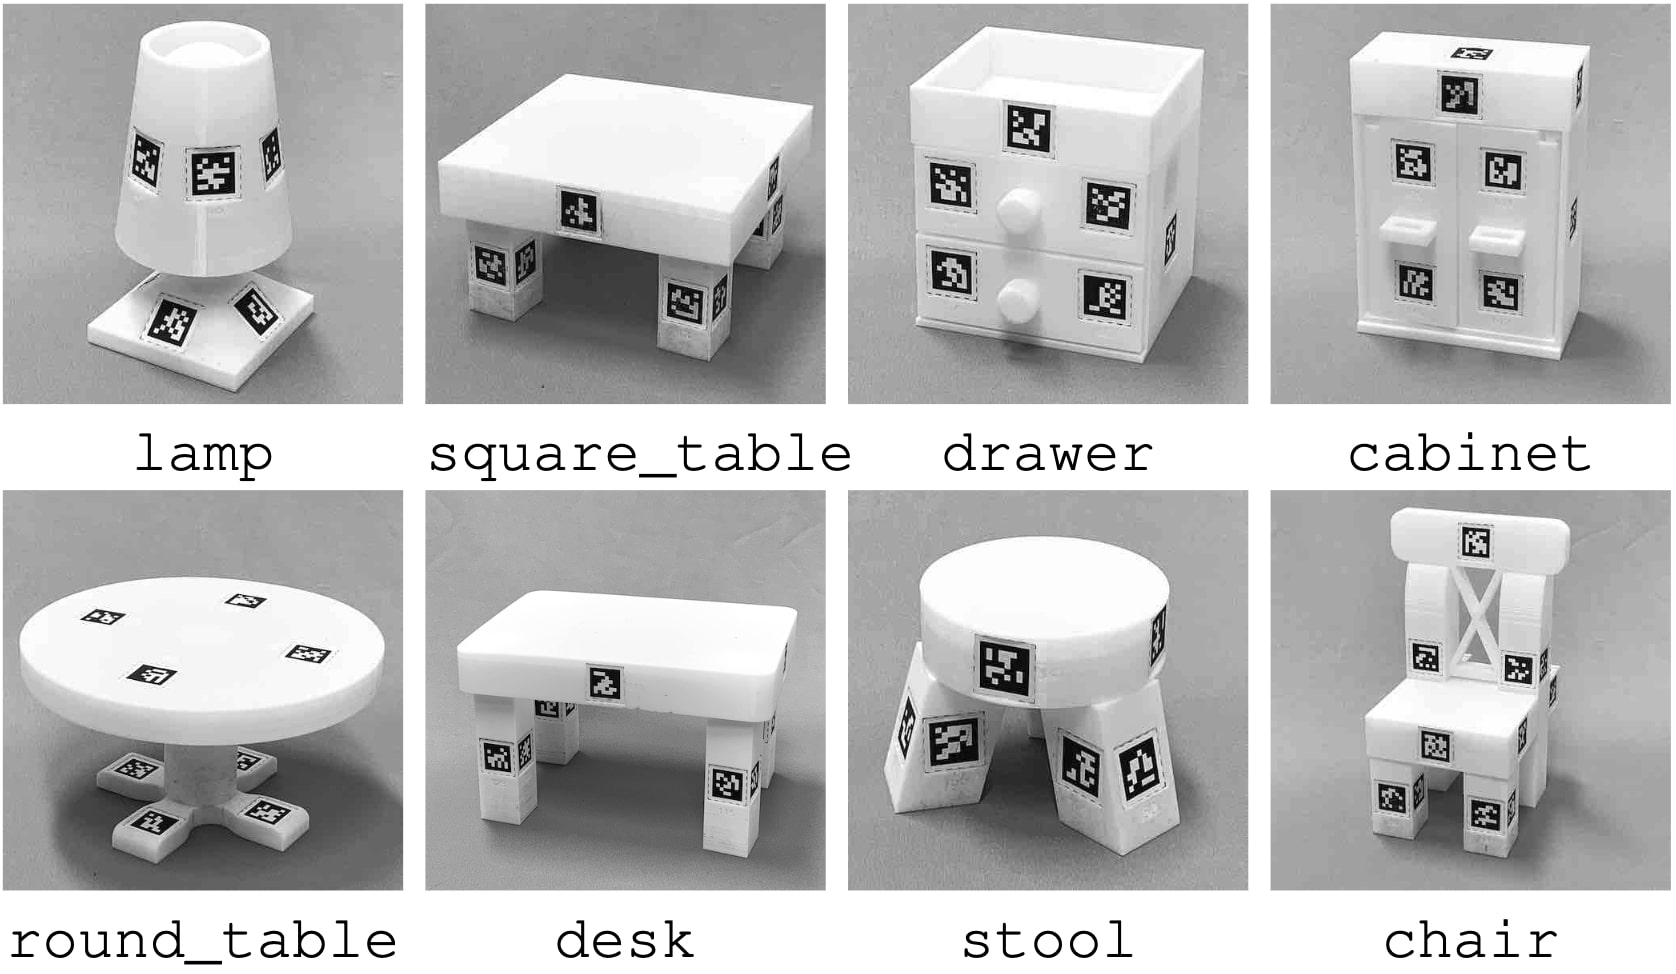 lamp
square_table
drawer
cabinet
round_table
desk
stool
chair